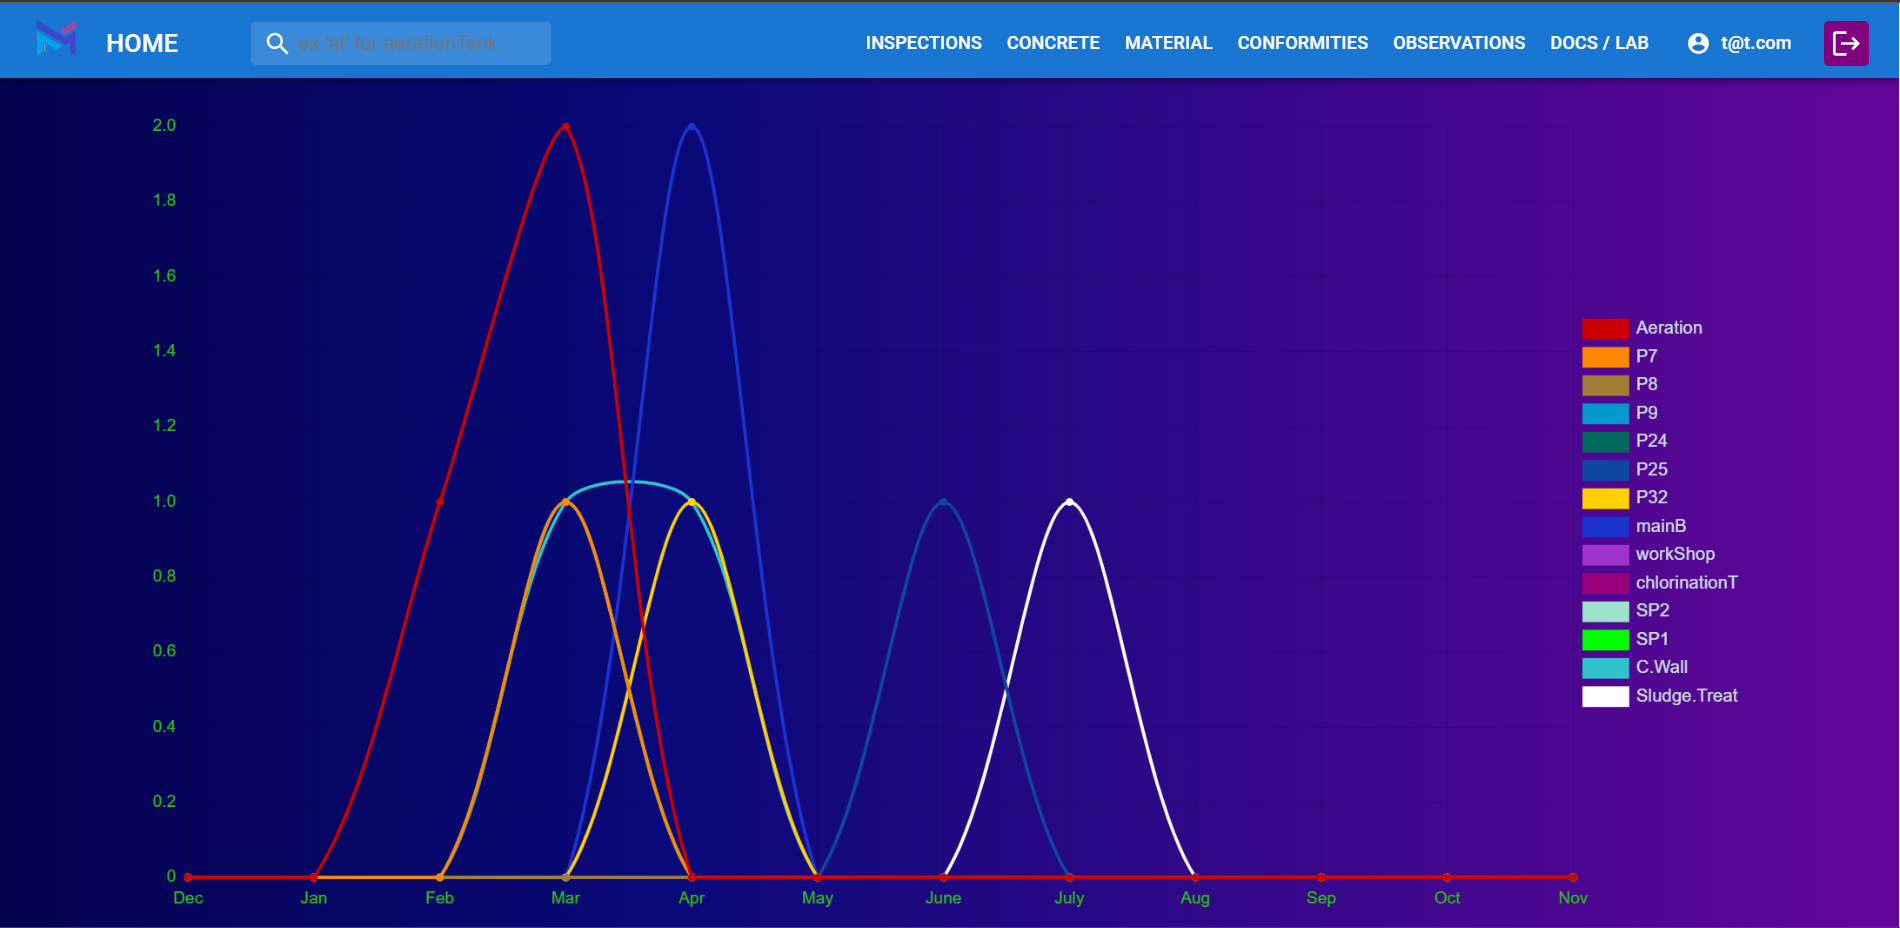 HOME
ex 'at' for aerationTank
INSPECTIONS CONCRETE MATERIAL CONFORMITIES OBSERVATIONS DOCS / LAB t@t.com
2.0
1.8
1.6
1.4
1.2
1.0
0.8
0.6
0.4
0.2
0
Dec Jan Feb Mar Apr May June July Aug Sep Oct Nov
Aeration
P7
P8
P9
P24
P25
P32
mainB
workShop
chlorinationT
SP2
SP1
C.Wall
Sludge.Treat